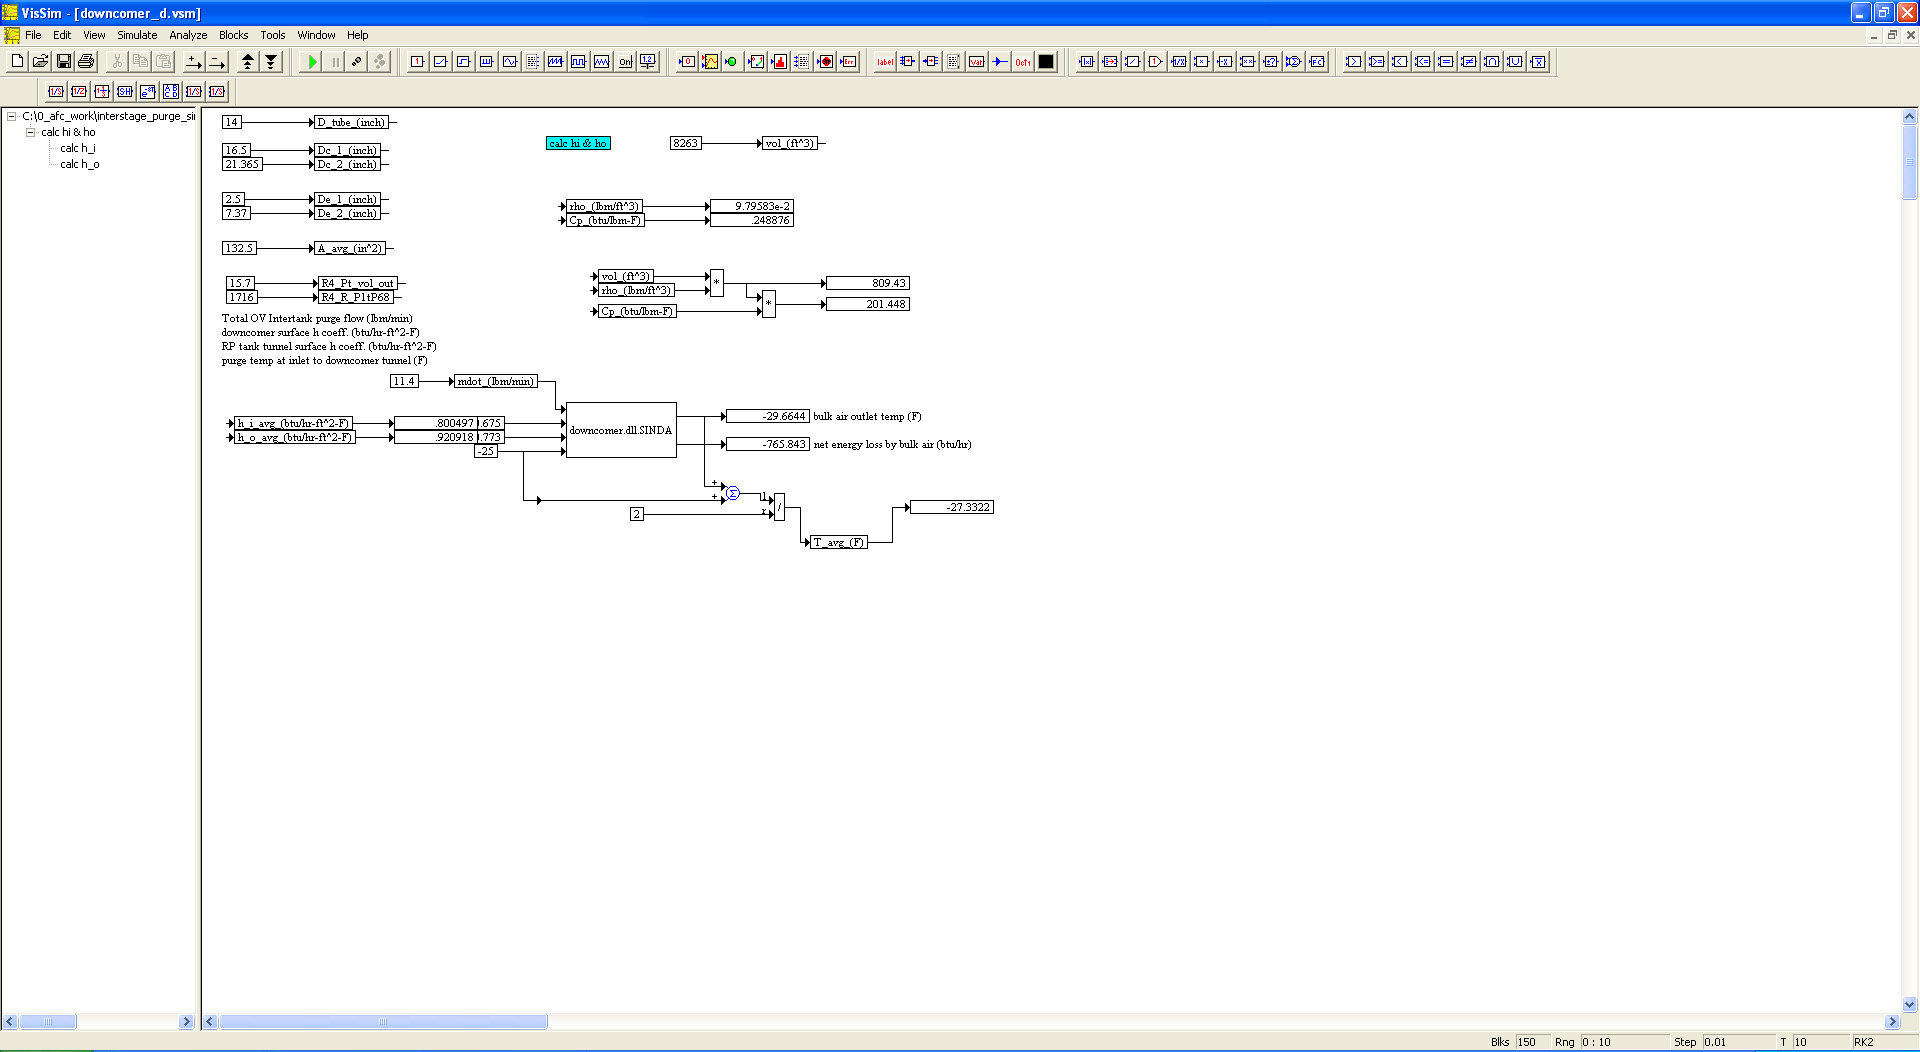 VisSim - [downcomer_d.vsm]
File Edit View Simulate Analyze Blocks Tools Window Help
C:\0_afc_work\interstage_purge_si
calc hi & ho
calc h_i
calc h_o
14 D_tube_(inch)
16.5 Dc_1_(inch)
21.365 Dc_2_(inch)
2.5 De_1_(inch)
7.37 De_2_(inch)
132.5 A_avg_(in^2)
15.7 R4_Pt_vol_out
1716 R4_R_P1tP68
calc hi & ho
8263 vol_(ft^3)
rho_(lbm/ft^3) 9.79583e-2
Cp_(btu/lbm-F) .248876
vol_(ft^3) * 809.43
rho_(lbm/ft^3)
* 201.448
Cp_(btu/lbm-F)
Total OV Intertank purge flow (lbm/min)
downcomer surface h coeff. (btu/hr-ft^2-F)
RP tank tunnel surface h coeff. (btu/hr-ft^2-F)
purge temp at inlet to downcomer tunnel (F)
11.4 mdot_(lbm/min)
h_i_avg_(btu/hr-ft^2-F) .800497 .675
h_o_avg_(btu/hr-ft^2-F) .920918 .773
-25
downcomer.dll.SINDA
-29.6644 bulk air outlet temp (F)
-765.843 net energy loss by bulk air (btu/hr)
+
+ Σ
2
l
r /
T_avg_(F) -27.3322
Blks 150 Rng 0 : 10 Step 0.01 T 10 RK2